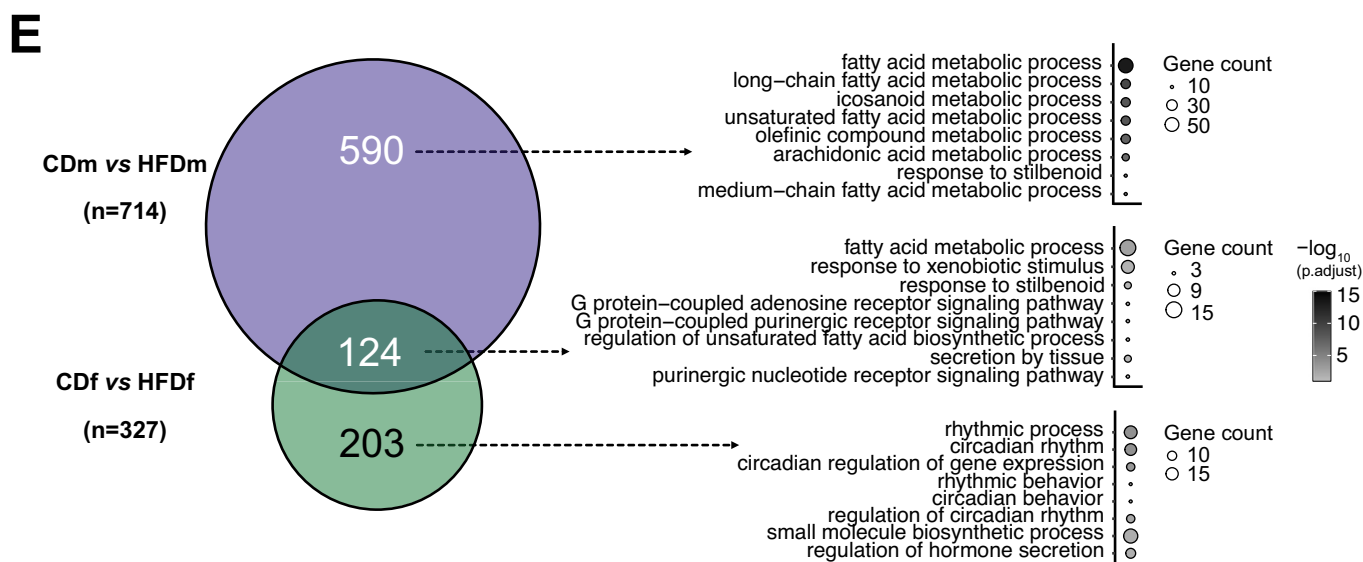 E
CDm vs HFDm
(n=714)
590
124
CDf vs HFDf
(n=327)
203
fatty acid metabolic process
long−chain fatty acid metabolic process
icosanoid metabolic process
unsaturated fatty acid metabolic process
olefinic compound metabolic process
arachidonic acid metabolic process
response to stilbenoid
medium−chain fatty acid metabolic process
Gene count
10
30
50
fatty acid metabolic process
response to xenobiotic stimulus
response to stilbenoid
G protein−coupled adenosine receptor signaling pathway
G protein−coupled purinergic receptor signaling pathway
regulation of unsaturated fatty acid biosynthetic process
secretion by tissue
purinergic nucleotide receptor signaling pathway
Gene count
3
9
15
−log10
(p.adjust)
15
10
5
rhythmic process
circadian rhythm
circadian regulation of gene expression
rhythmic behavior
circadian behavior
regulation of circadian rhythm
small molecule biosynthetic process
regulation of hormone secretion
Gene count
10
15